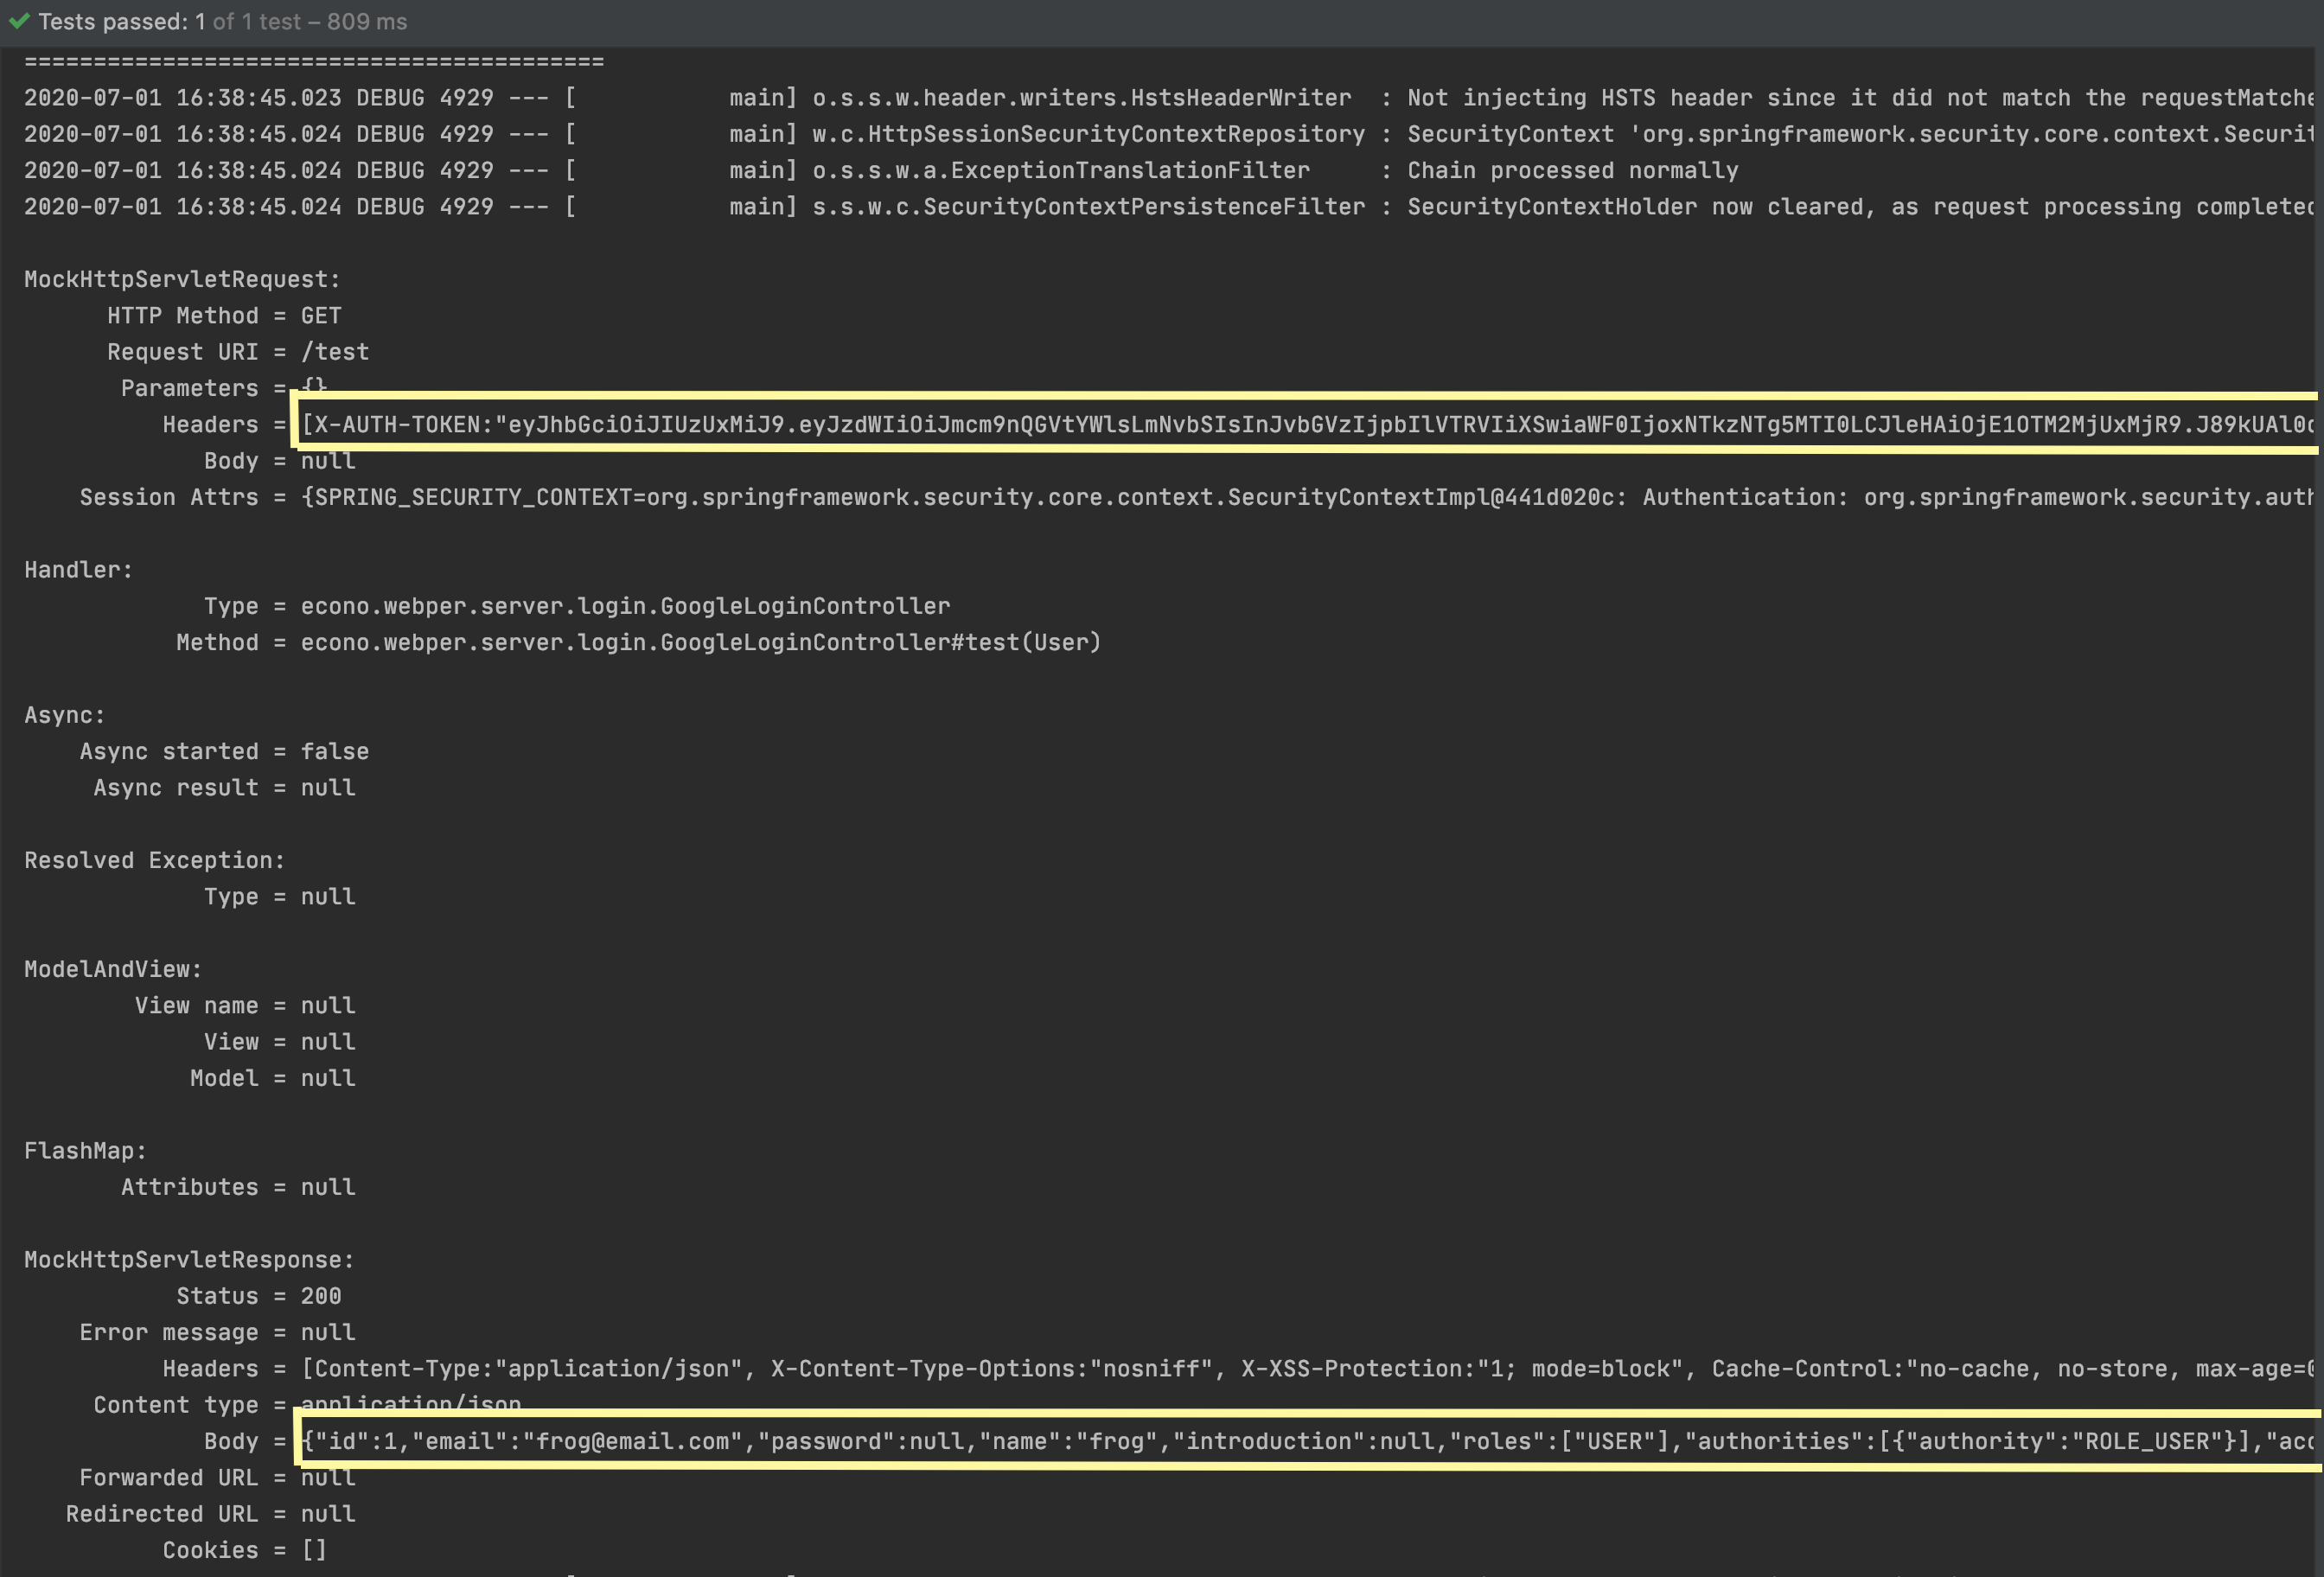 Tests passed: 1 of 1 test – 809 ms
==========================================
2020-07-01 16:38:45.023 DEBUG 4929 --- [           main] o.s.s.w.header.writers.HstsHeaderWriter  : Not injecting HSTS header since it did not match the requestMatche
2020-07-01 16:38:45.024 DEBUG 4929 --- [           main] w.c.HttpSessionSecurityContextRepository : SecurityContext 'org.springframework.security.core.context.Securit
2020-07-01 16:38:45.024 DEBUG 4929 --- [           main] o.s.s.w.a.ExceptionTranslationFilter     : Chain processed normally
2020-07-01 16:38:45.024 DEBUG 4929 --- [           main] s.s.w.c.SecurityContextPersistenceFilter : SecurityContextHolder now cleared, as request processing completed
MockHttpServletRequest:
HTTP Method = GET
Request URI = /test
Parameters = {}
Headers = [X-AUTH-TOKEN:"eyJhbGciOiJIUzUxMiJ9.eyJzdWIiOiJmcm9nQGVtYWlsLmNvbSIsInJvbGVzIjpbIlVTRVIiXSwiaWF0IjoxNTkzNTg5MTI0LCJleHAiOjE1OTM2MjUxMjR9.J89kUAl0
Body = null
Session Attrs = {SPRING_SECURITY_CONTEXT=org.springframework.security.core.context.SecurityContextImpl@441d020c: Authentication: org.springframework.security.auth
Handler:
Type = econo.webper.server.login.GoogleLoginController
Method = econo.webper.server.login.GoogleLoginController#test(User)
Async:
Async started = false
Async result = null
Resolved Exception:
Type = null
ModelAndView:
View name = null
View = null
Model = null
FlashMap:
Attributes = null
MockHttpServletResponse:
Status = 200
Error message = null
Headers = [Content-Type:"application/json", X-Content-Type-Options:"nosniff", X-XSS-Protection:"1; mode=block", Cache-Control:"no-cache, no-store, max-age=0
Content type = application/json
Body = {"id":1,"email":"frog@email.com","password":null,"name":"frog","introduction":null,"roles":["USER"],"authorities":[{"authority":"ROLE_USER"}],"acc
Forwarded URL = null
Redirected URL = null
Cookies = []